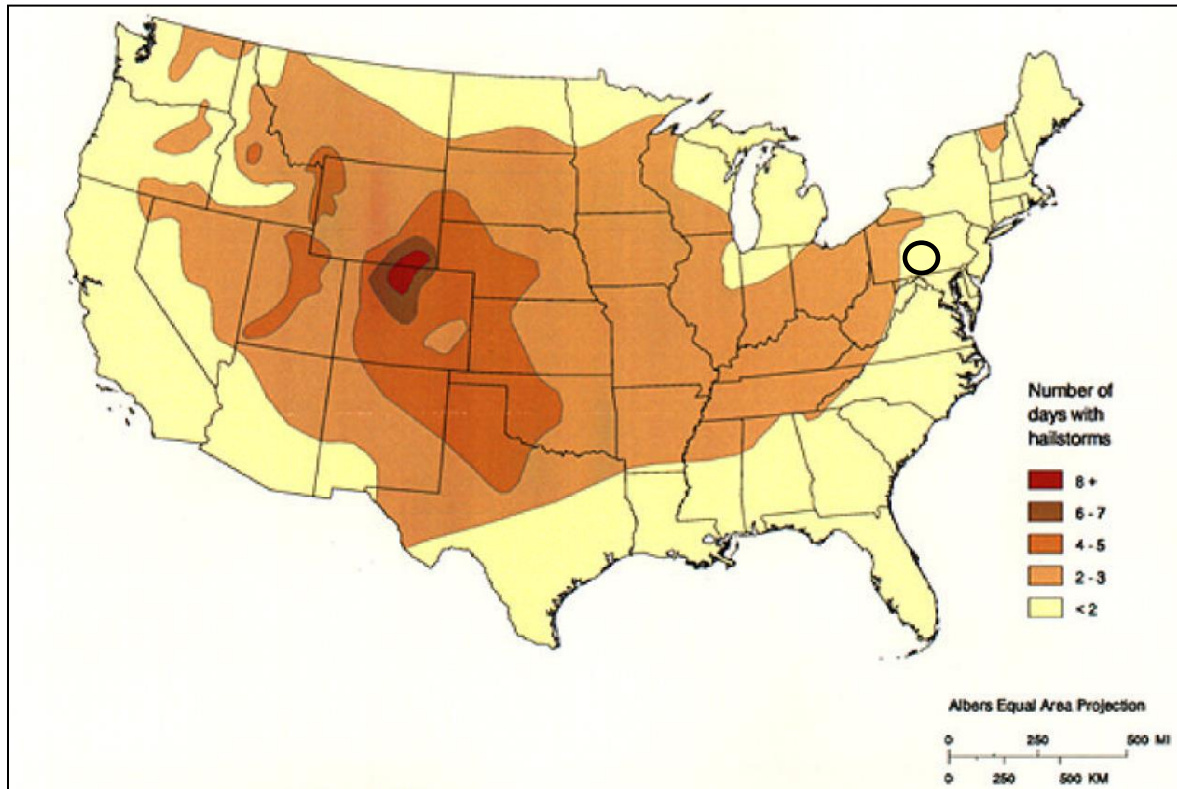 Number of
days with
hailstorms
8 +
6 - 7
4 - 5
2 - 3
< 2
Albers Equal Area Projection
0 250 500 MI
0 250 500 KM